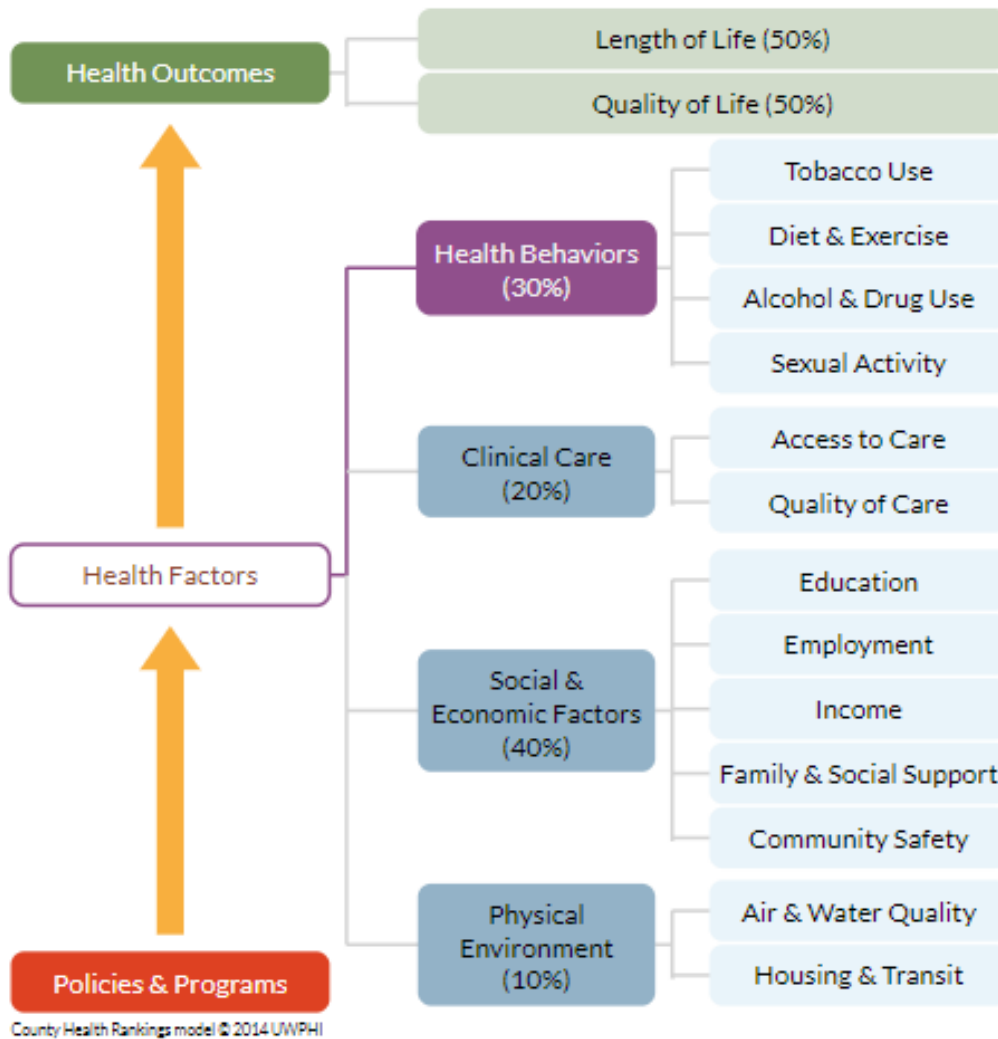 Health Outcomes
Length of Life (50%)
Quality of Life (50%)
Health Behaviors
(30%)
Tobacco Use
Diet & Exercise
Alcohol & Drug Use
Sexual Activity
Clinical Care
(20%)
Access to Care
Quality of Care
Health Factors
Social &
Economic Factors
(40%)
Education
Employment
Income
Family & Social Support
Community Safety
Physical
Environment
(10%)
Air & Water Quality
Housing & Transit
Policies & Programs
County Health Rankings model © 2014 UWPHI